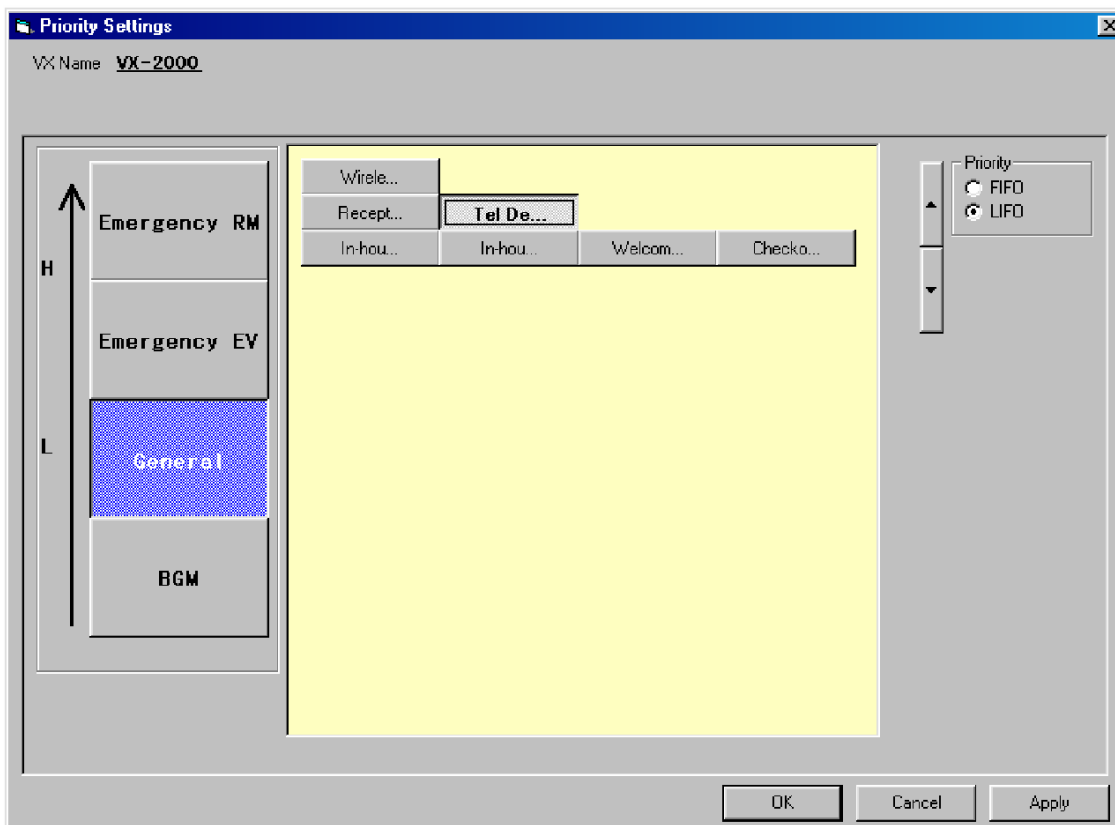 Priority Settings
VX Name VX-2000
H
L
Emergency RM
Emergency EV
General
BGM
Wirele...
Recept... Tel De...
In-hou... In-hou... Welcom... Checko...
Priority
FIFO
LIFO
OK Cancel Apply